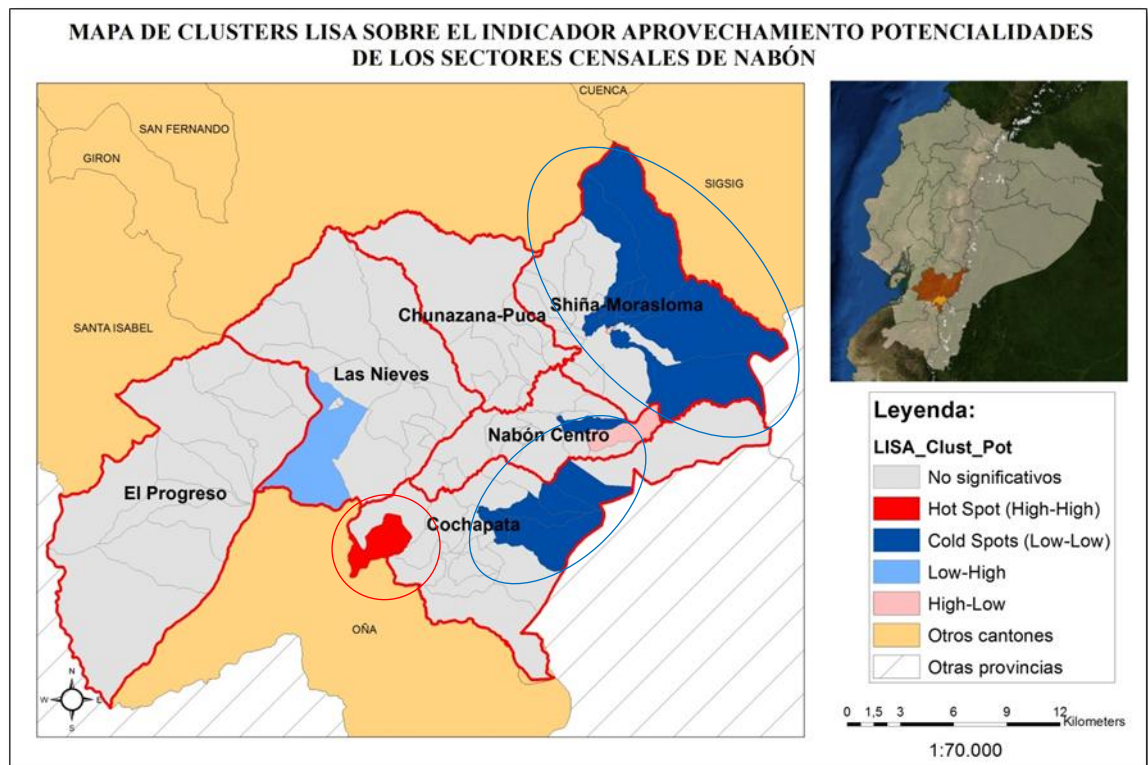 MAPA DE CLUSTERS LISA SOBRE EL INDICADOR APROVECHAMIENTO POTENCIALIDADES
DE LOS SECTORES CENSALES DE NABÓN
CUENCA
SAN FERNANDO
GIRON
SIGSIG
SANTA ISABEL
Chunazana-Puca
Shiña-Morasloma
Las Nieves
Nabón Centro
El Progreso
Cochapata
OÑA
N
W
E
S
Leyenda:
LISA_Clust_Pot
No significativos
Hot Spot (High-High)
Cold Spots (Low-Low)
Low-High
High-Low
Otros cantones
Otras provincias
0 1,5 3 6 9 12
Kilometers
1:70.000